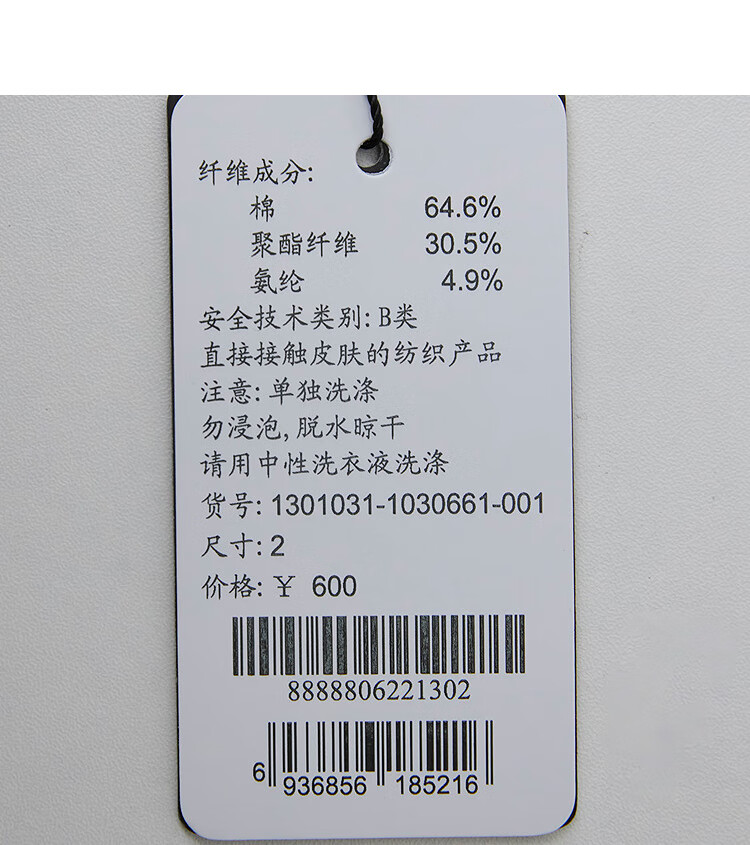 纤维成分:
棉 64.6%
聚酯纤维 30.5%
氨纶 4.9%
安全技术类别: B类
直接接触皮肤的纺织产品
注意: 单独洗涤
勿浸泡, 脱水晾干
请用中性洗衣液洗涤
货号: 1301031-1030661-001
尺寸: 2
价格: ¥ 600
8888806221302
6 936856 185216